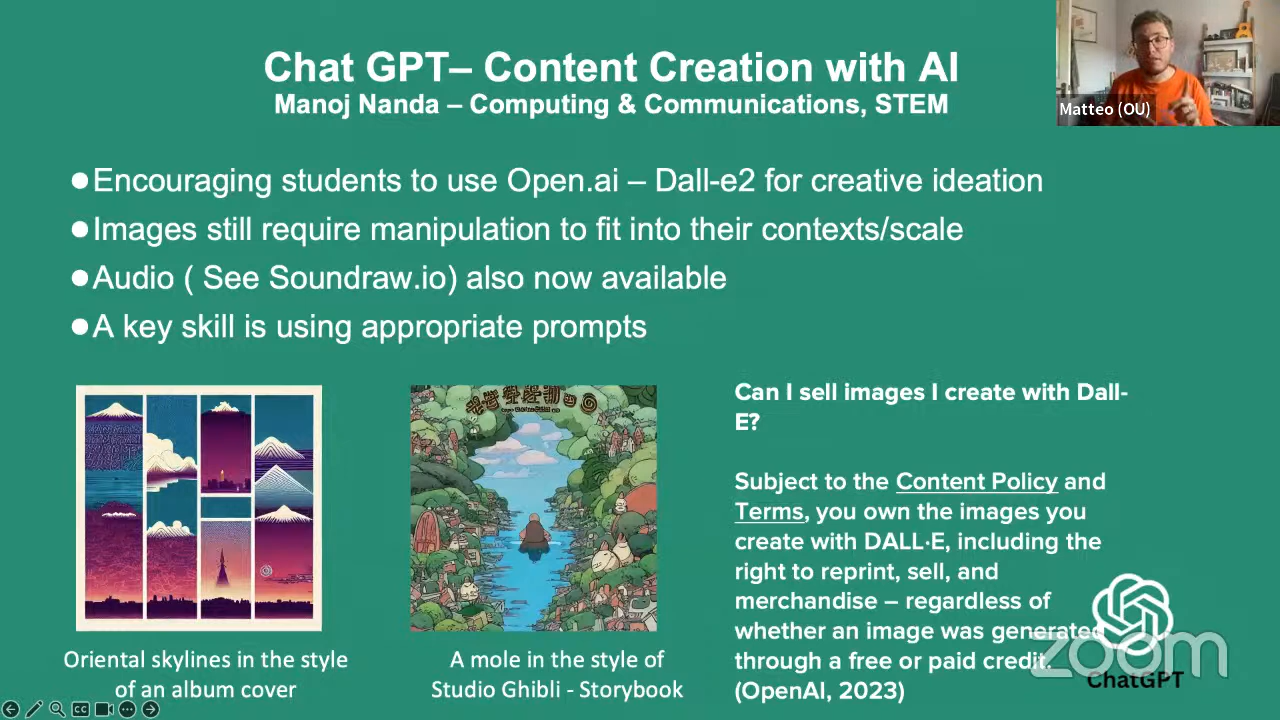 Chat GPT– Content Creation with AI
Manoj Nanda – Computing & Communications, STEM
Matteo (OU)
●Encouraging students to use Open.ai – Dall-e2 for creative ideation
●Images still require manipulation to fit into their contexts/scale
●Audio ( See Soundraw.io) also now available
●A key skill is using appropriate prompts
Can I sell images I create with Dall-
E?
Subject to the Content Policy and
Terms, you own the images you
create with DALL·E, including the
right to reprint, sell, and
merchandise – regardless of
whether an image was generated
through a free or paid credit.
(OpenAI, 2023)
Oriental skylines in the style
of an album cover
A mole in the style of
Studio Ghibli - Storybook
zoom
ChatGPT
CC